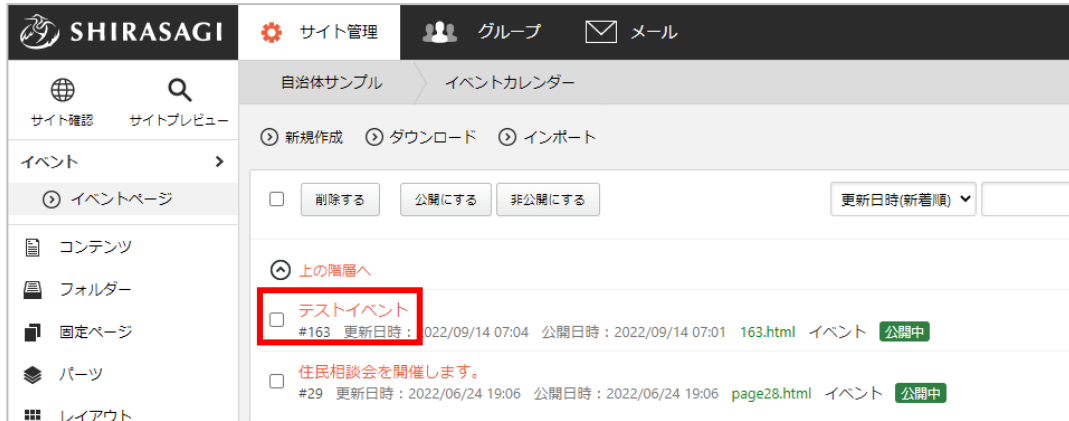 SHIRASAGI サイト管理 グループ メール
サイト確認 サイトプレビュー
自治体サンプル イベントカレンダー
新規作成 ダウンロード インポート
イベント
イベントページ
コンテンツ
フォルダー
固定ページ
パーツ
レイアウト
削除する 公開にする 非公開にする 更新日時(新着順)
上の階層へ
テストイベント
#163 更新日時:2022/09/14 07:04 公開日時:2022/09/14 07:01 163.html イベント 公開中
住民相談会を開催します。
#29 更新日時:2022/06/24 19:06 公開日時:2022/06/24 19:06 page28.html イベント 公開中